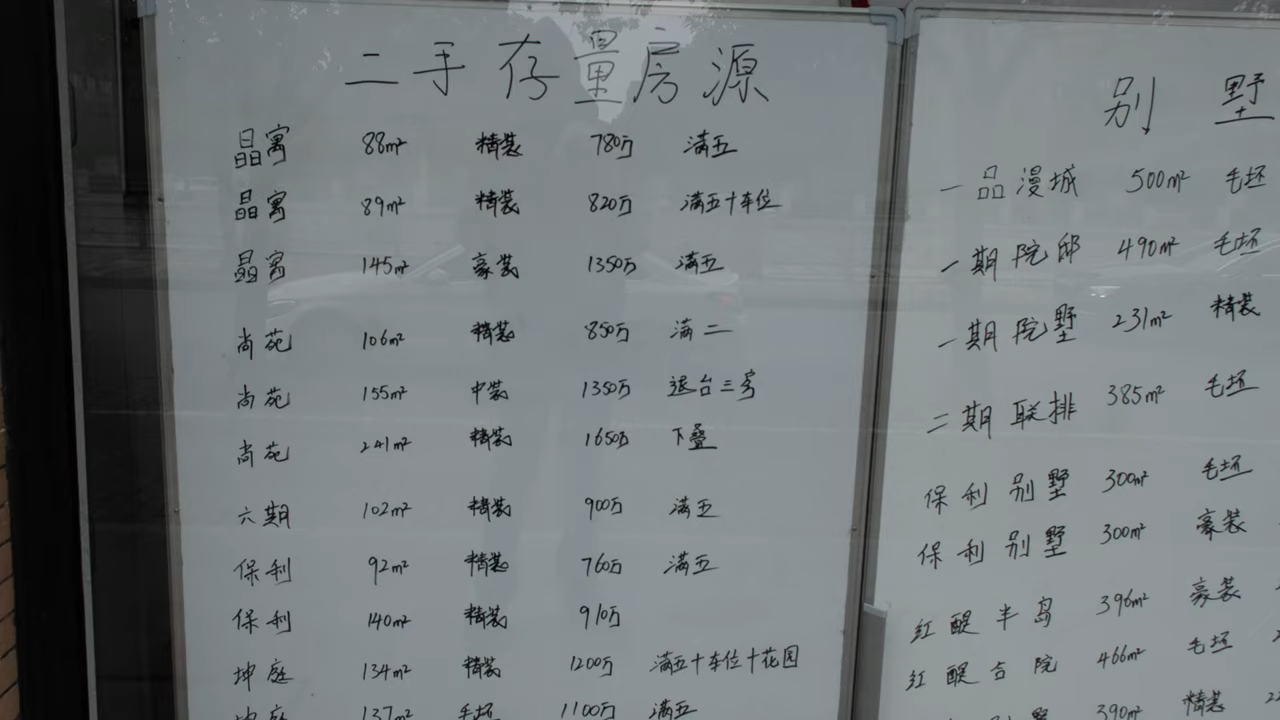 二手存量房源
晶寓 88m² 精装 780万 满五
晶寓 89m² 精装 820万 满五+车位
晶寓 145m² 豪装 1350万 满五
尚苑 106m² 精装 850万 满二
尚苑 155m² 中装 1350万 退台三房
尚苑 241m² 精装 1650万 下叠
六期 102m² 精装 900万 满五
保利 92m² 精装 760万 满五
保利 140m² 精装 910万
坤庭 134m² 精装 1200万 满五+车位+花园
坤庭 137m² 毛坯 1100万 满五
别墅
一品漫城 500m² 毛坯
一期院邸 490m² 毛坯
一期院墅 231m² 精装
二期联排 385m² 毛坯
保利别墅 300m² 毛坯
保利别墅 300m² 豪装
红醍半岛 396m² 豪装
红醍合院 466m² 毛坯
别墅 390m² 精装